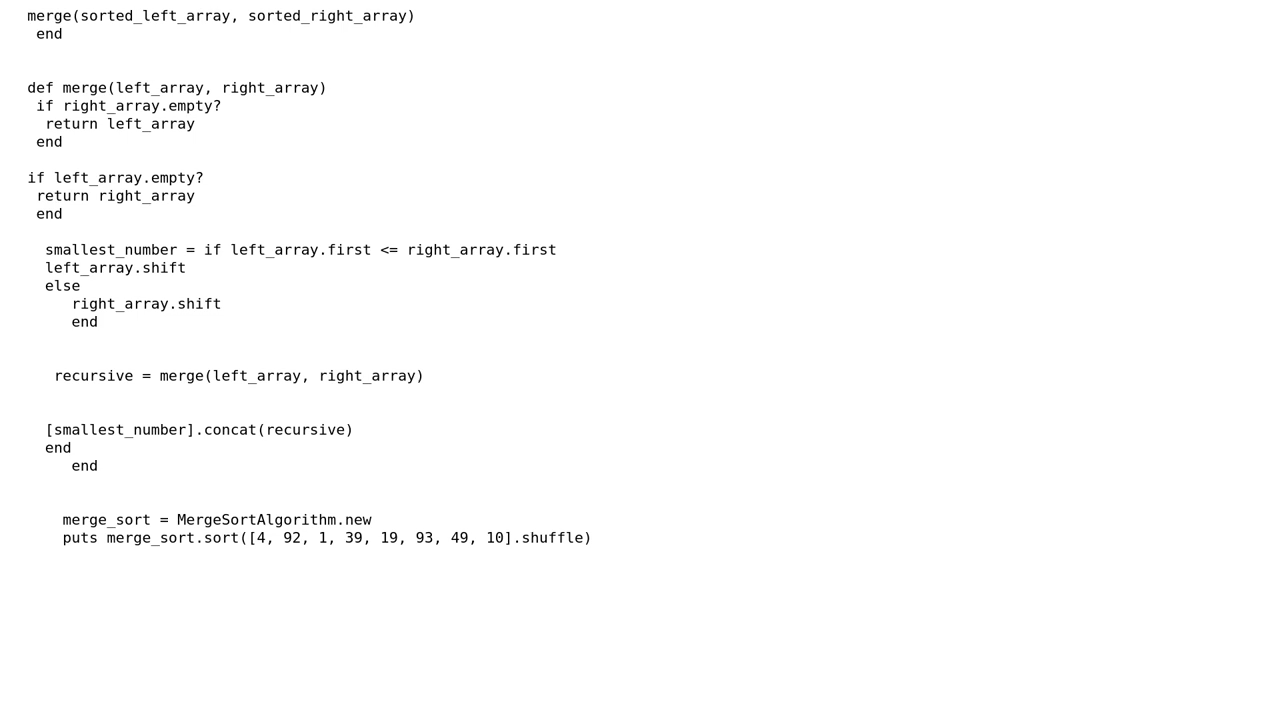 merge(sorted_left_array, sorted_right_array)
end
def merge(left_array, right_array)
if right_array.empty?
return left_array
end
if left_array.empty?
return right_array
end
smallest_number = if left_array.first <= right_array.first
left_array.shift
else
right_array.shift
end
recursive = merge(left_array, right_array)
[smallest_number].concat(recursive)
end
end
merge_sort = MergeSortAlgorithm.new
puts merge_sort.sort([4, 92, 1, 39, 19, 93, 49, 10].shuffle)